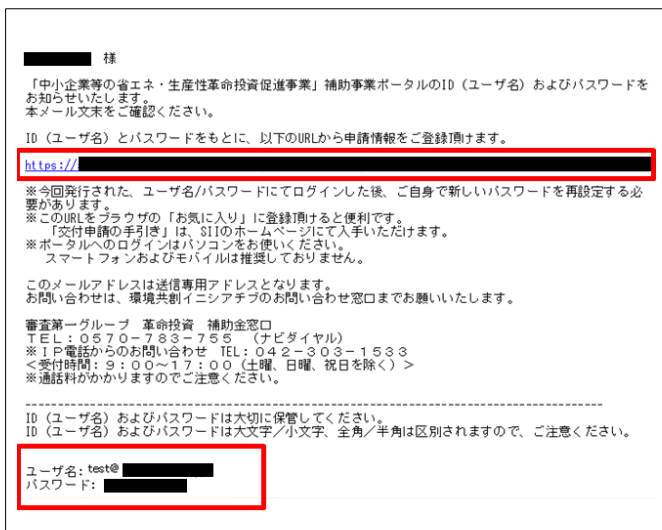 様
「中小企業等の省エネ・生産性革命投資促進事業」補助事業ポータルのID（ユーザ名）およびパスワードを
お知らせいたします。
本メール文末をご確認ください。
ID（ユーザ名）とパスワードをもとに、以下のURLから申請情報をご登録頂けます。
https://
※今回発行された、ユーザ名/パスワードにてログインした後、ご自身で新しいパスワードを再設定する必
要があります。
※このURLをブラウザの「お気に入り」に登録頂けると便利です。
「交付申請の手引き」は、SIIのホームページにて入手いただけます。
※ポータルへのログインはパソコンをお使いください。
スマートフォンおよびモバイルは推奨しておりません。
このメールアドレスは送信専用アドレスとなります。
お問い合わせは、環境共創イニシアチブのお問い合わせ窓口までお願いいたします。
審査第一グループ　革命投資　補助金窓口
ＴＥＬ：０５７０－７８３－７５５　（ナビダイヤル）
※ＩＰ電話からのお問い合わせ　TEL：０４２－３０３－１５３３
＜受付時間：９：００～１７：００（土曜、日曜、祝日を除く）＞
※通話料がかかりますのでご注意ください。
--------------------------------------------------------------------------------
ID（ユーザ名）およびパスワードは大切に保管してください。
ID（ユーザ名）およびパスワードは大文字／小文字、全角／半角は区別されますので、ご注意ください。
ユーザ名：test@
パスワード：